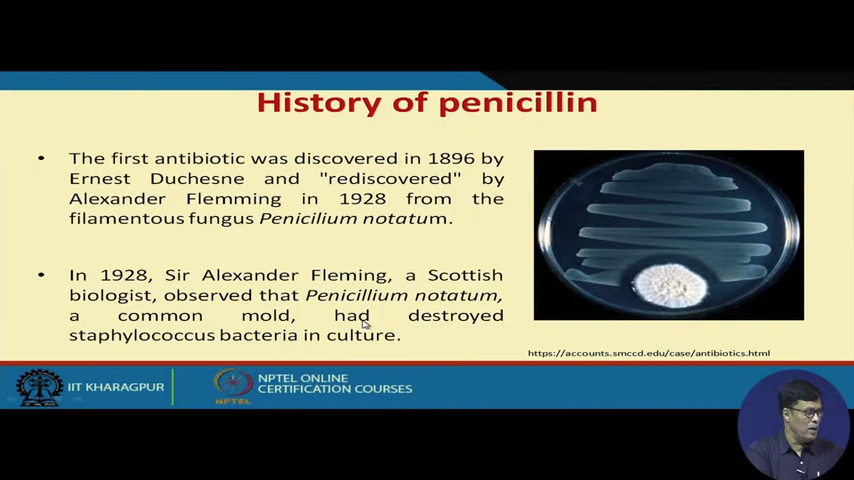 History of penicillin
• The first antibiotic was discovered in 1896 by
Ernest Duchesne and "rediscovered" by
Alexander Flemming in 1928 from the
filamentous fungus Penicilium notatum.
• In 1928, Sir Alexander Fleming, a Scottish
biologist, observed that Penicillium notatum,
a common mold, had destroyed
staphylococcus bacteria in culture.
https://accounts.smccd.edu/case/antibiotics.html
IIT KHARAGPUR
NPTEL
NPTEL ONLINE
CERTIFICATION COURSES